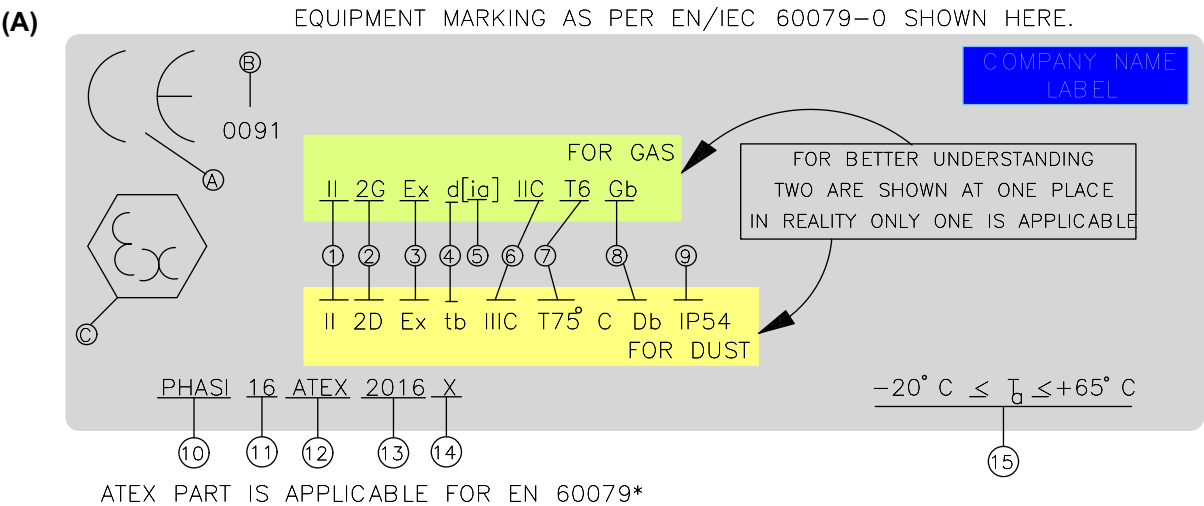 (A)
EQUIPMENT MARKING AS PER EN/IEC 60079-0 SHOWN HERE.
CE
B
0091
A
COMPANY NAME
LABEL
FOR GAS
II 2G Ex d[ia] IIC T6 Gb
FOR BETTER UNDERSTANDING
TWO ARE SHOWN AT ONE PLACE
IN REALITY ONLY ONE IS APPLICABLE
Ex
C
1 2 3 4 5 6 7 8 9
II 2D Ex tb IIIC T75° C Db IP54
FOR DUST
PHASI 16 ATEX 2016 X
-20° C ≤ Ta ≤+65° C
10 11 12 13 14
15
ATEX PART IS APPLICABLE FOR EN 60079*